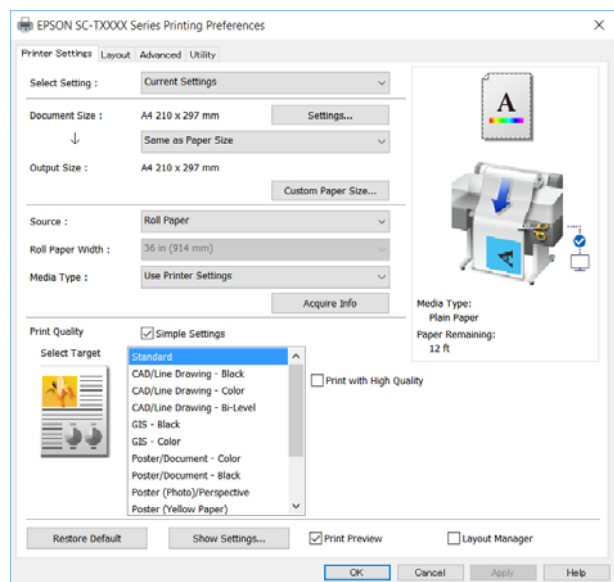 EPSON SC-TXXXX Series Printing Preferences
Printer Settings Layout Advanced Utility
Select Setting : Current Settings
Document Size : A4 210 x 297 mm Settings...
Same as Paper Size
Output Size : A4 210 x 297 mm
Custom Paper Size...
Source : Roll Paper
Roll Paper Width : 36 in (914 mm)
Media Type : Use Printer Settings
Acquire Info
A
A
Media Type:
Plain Paper
Paper Remaining:
12 ft
Print Quality Simple Settings
Select Target
Standard
CAD/Line Drawing - Black
CAD/Line Drawing - Color
CAD/Line Drawing - Bi-Level
GIS - Black
GIS - Color
Poster/Document - Color
Poster/Document - Black
Poster (Photo)/Perspective
Poster (Yellow Paper)
Print with High Quality
Restore Default Show Settings... Print Preview Layout Manager
OK Cancel Apply Help